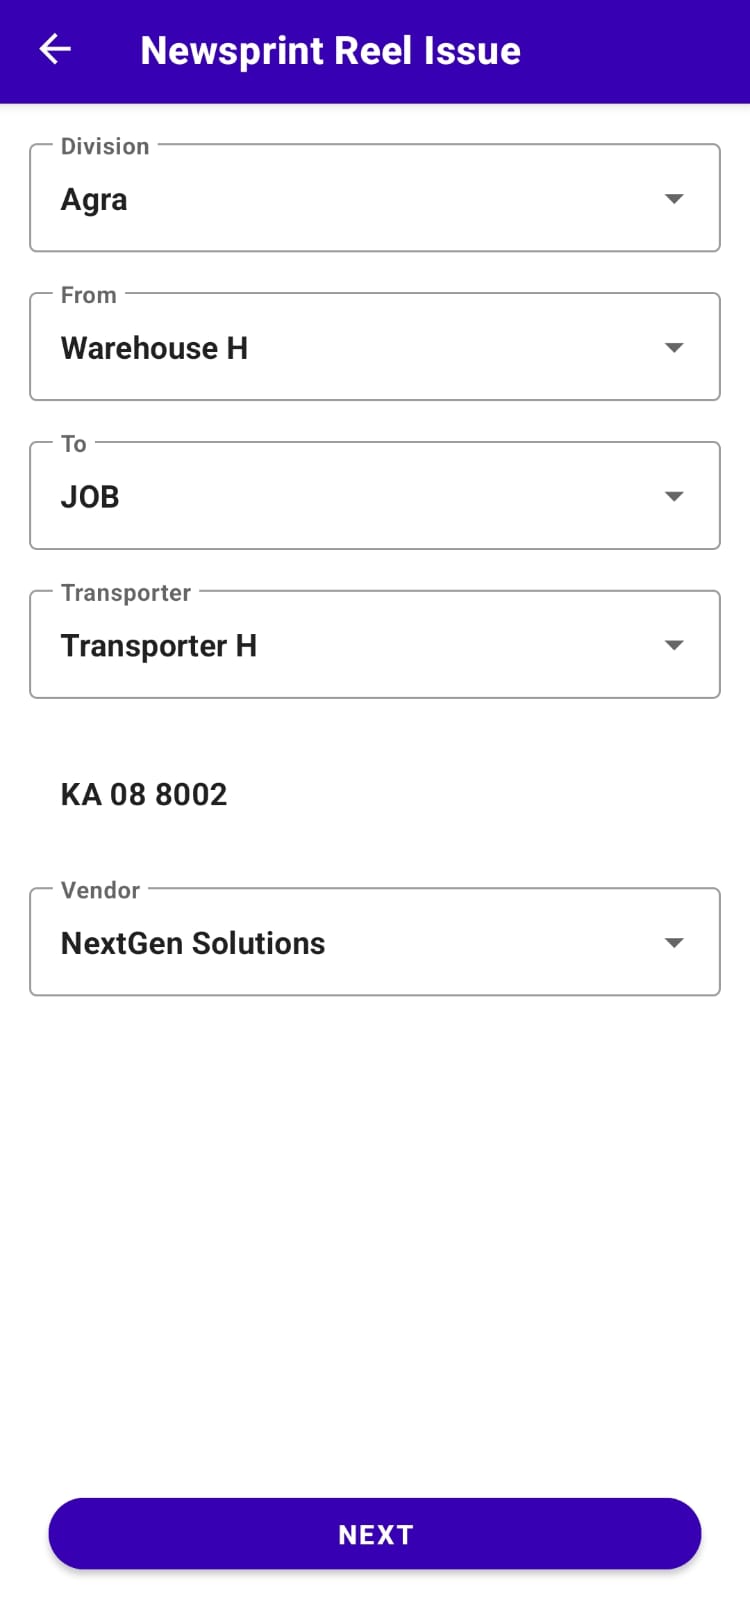 Newsprint Reel Issue
Division
Agra
From
Warehouse H
To
JOB
Transporter
Transporter H
KA 08 8002
Vendor
NextGen Solutions
NEXT